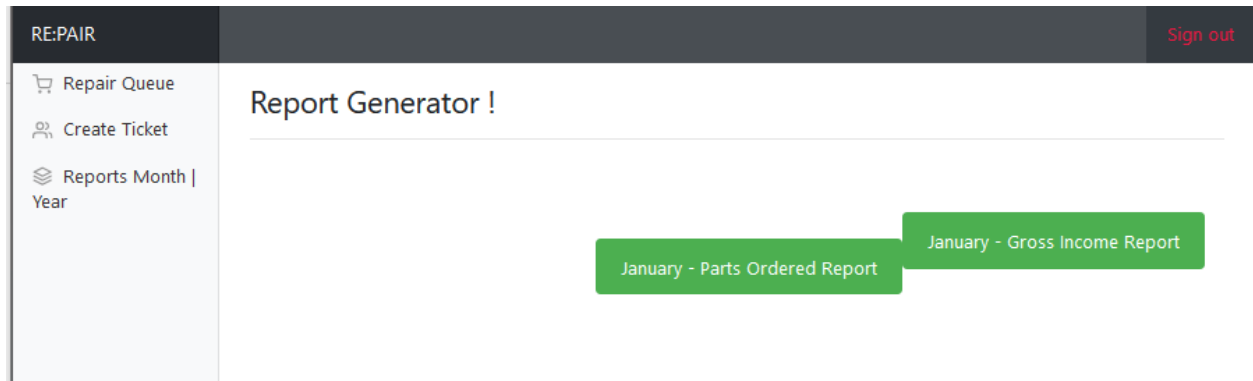 RE:PAIR
Sign out
Repair Queue
Create Ticket
Reports Month |
Year
Report Generator !
January - Gross Income Report
January - Parts Ordered Report